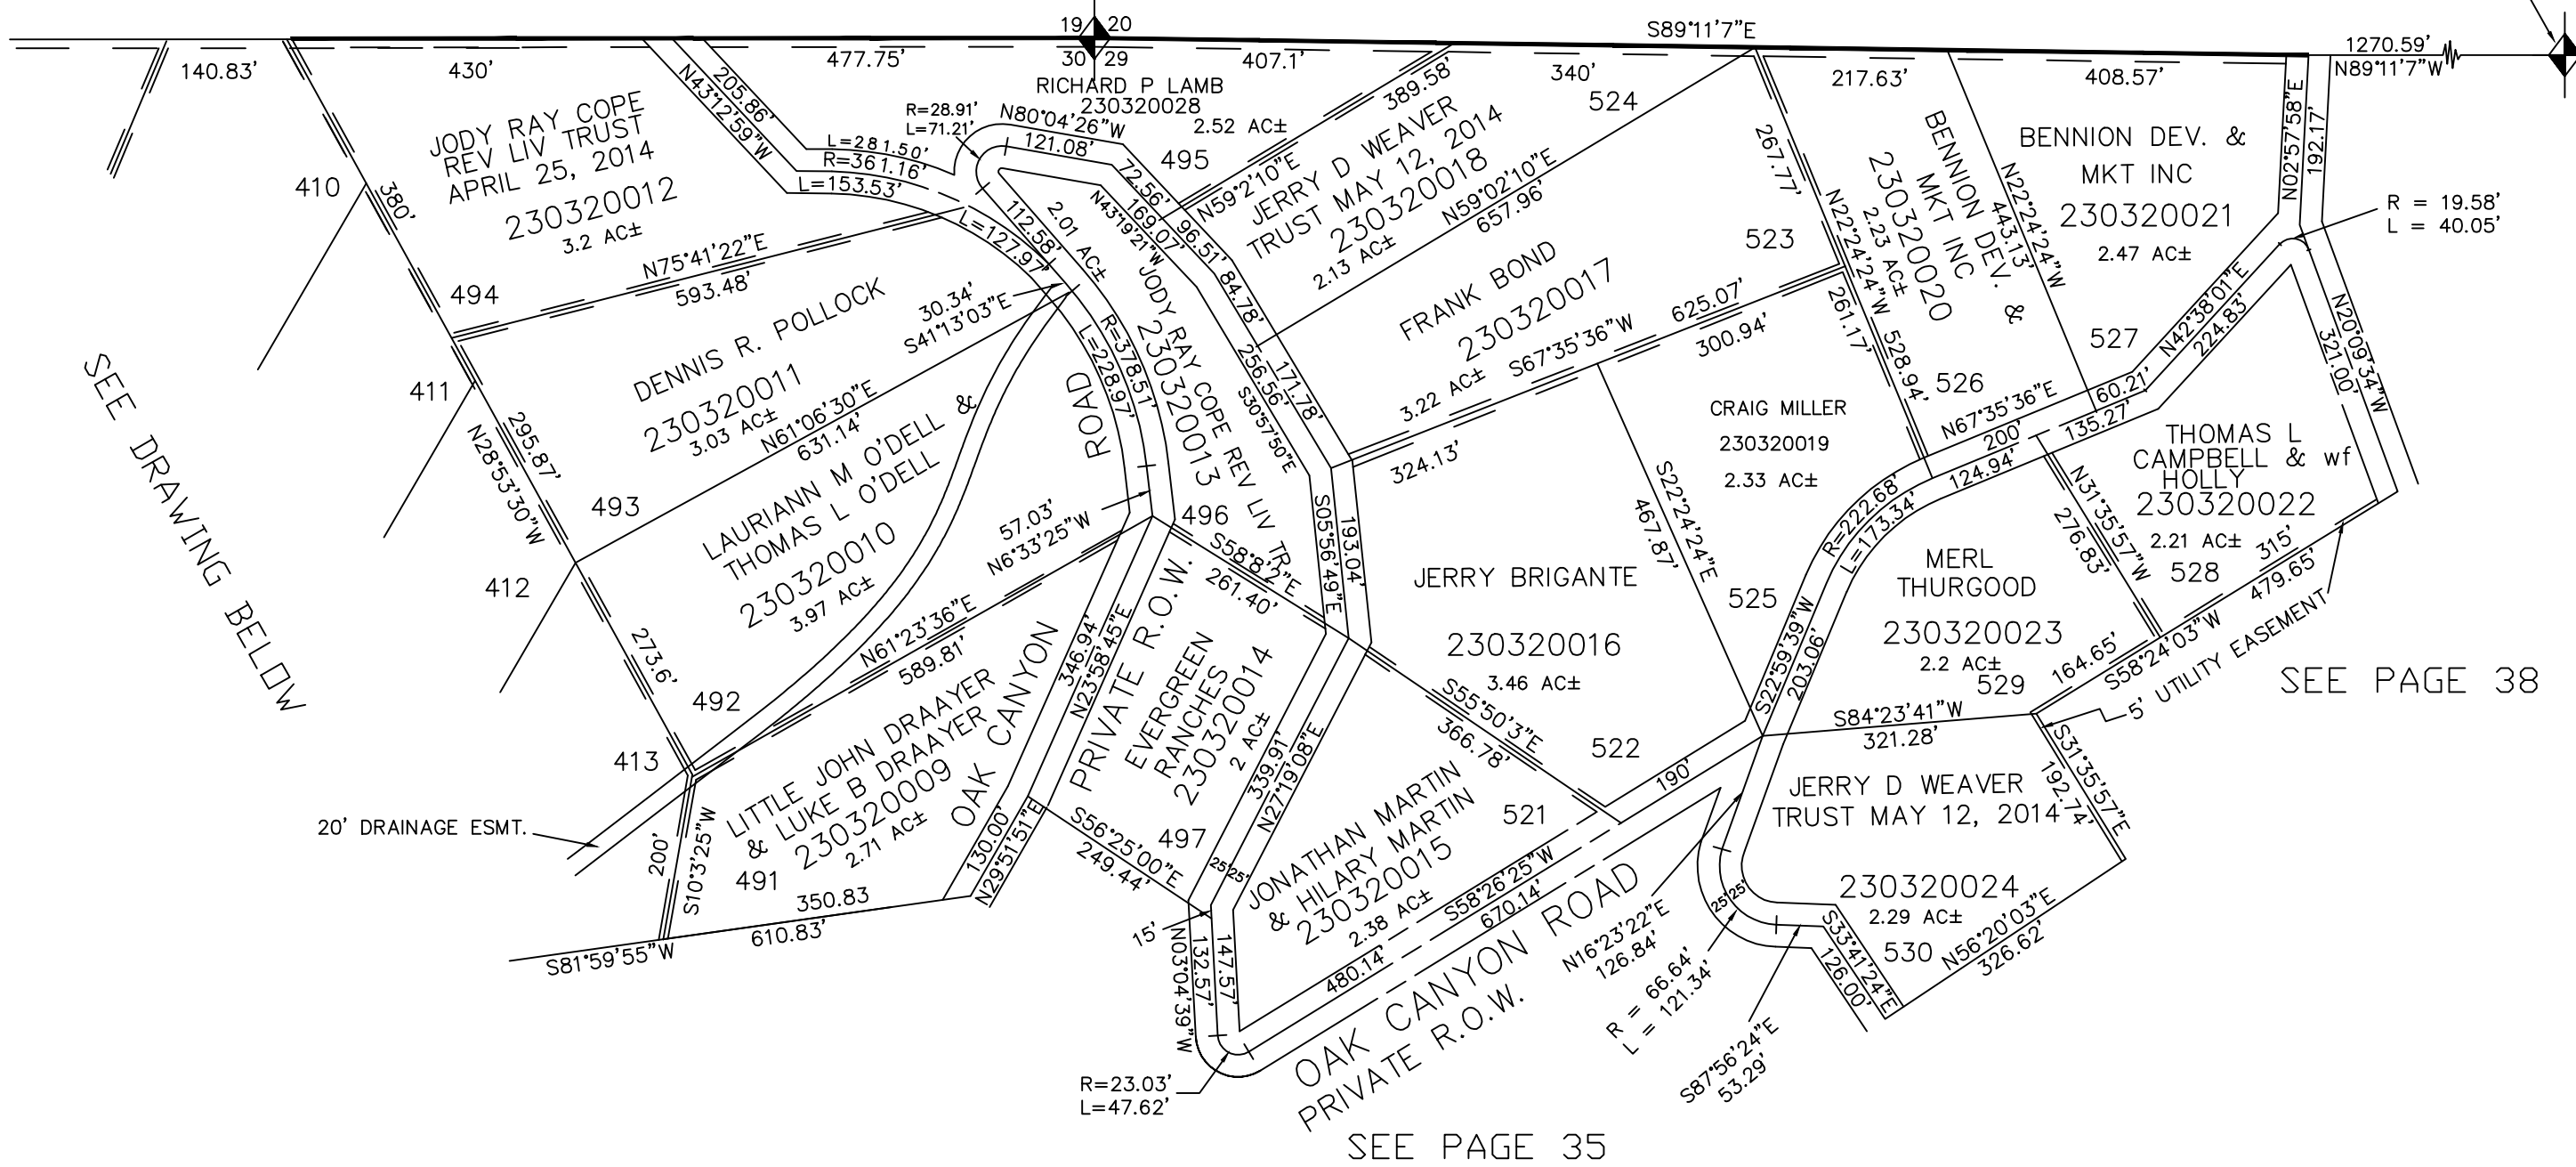 19 20
30 29
S89°11'7"E
1270.59'
N89°11'7"W
140.83'
430'
477.75'
407.1'
340'
217.63'
408.57'
RICHARD P LAMB
230320028
2.52 AC±
495
R=28.91'
L=71.21'
N80°04'26"W
121.08'
205.86'
N43°12'59"W
L=281.50'
R=361.16'
L=153.53'
JODY RAY COPE
REV LIV TRUST
APRIL 25, 2014
230320012
3.2 AC±
410
380'
494
N75°41'22"E
593.48'
389.58'
N59°2'10"E
JERRY D WEAVER
TRUST MAY 12, 2014
230320018
2.13 AC±
524
N59°02'10"E
657.96'
72.56'
169.07'
96.51'
N43°19'21"W
84.78'
112.58'
L=127.97'
2.01 AC±
JODY RAY COPE REV LIV TR.
230320013
256.56'
S30°57'50"E
171.78'
30.34'
S41°13'03"E
R=378.51'
L=228.97'
FRANK BOND
230320017
3.22 AC±
523
S67°35'36"W
625.07'
300.94'
324.13'
267.77'
N22°24'24"W
261.17'
528.94'
BENNION DEV. &
MKT INC
230320020
2.23 AC±
526
N22°24'24"W
443.13'
BENNION DEV. &
MKT INC
230320021
2.47 AC±
527
N02°57'58"E
192.17'
R = 19.58'
L = 40.05'
N42°38'01"E
224.83'
N20°09'34"W
321.00'
N67°35'36"E
60.21'
200'
135.27'
124.94'
DENNIS R. POLLOCK
230320011
3.03 AC±
411
295.87'
N28°53'30"W
493
N61°06'30"E
631.14'
LAURIANN M O'DELL &
THOMAS L O'DELL
230320010
3.97 AC±
412
273.6'
492
N61°23'36"E
589.81'
57.03'
N6°33'25"W
496
S58°8'2"E
261.40'
S05°56'49"E
193.04'
CRAIG MILLER
230320019
2.33 AC±
S22°24'24"E
467.87'
525
JERRY BRIGANTE
230320016
3.46 AC±
522
R=222.68'
L=173.34'
S22°59'39"W
203.06'
THOMAS L
CAMPBELL & wf
HOLLY
230320022
2.21 AC±
528
N31°35'57"W
276.83'
315'
479.65'
S58°24'03"W
164.65'
5' UTILITY EASEMENT
MERL
THURGOOD
230320023
2.2 AC±
529
S84°23'41"W
321.28'
SEE PAGE 38
SEE DRAWING BELOW
413
20' DRAINAGE ESMT.
200'
S10°3'25"W
LITTLE JOHN DRAAYER
& LUKE B DRAAYER
230320009
2.71 AC±
491
350.83
610.83'
S81°59'55"W
OAK CANYON ROAD
PRIVATE R.O.W.
346.94'
N23°58'45"E
130.00'
N29°51'51"E
EVERGREEN
RANCHES
230320014
2 AC±
497
S56°25'00"E
249.44'
339.91'
N27°19'08"E
25' 25'
15'
N03°04'39"W
132.57'
147.57'
R=23.03'
L=47.62'
S55°50'3"E
366.78'
JONATHAN MARTIN
& HILARY MARTIN
230320015
2.38 AC±
521
190'
S58°26'25"W
670.14'
480.14'
OAK CANYON ROAD
PRIVATE R.O.W.
N16°23'22"E
126.84'
R = 66.64'
L = 121.34'
25' 25'
S87°56'24"E
53.29'
JERRY D WEAVER
TRUST MAY 12, 2014
230320024
2.29 AC±
530
S31°35'57"E
192.74'
S33°41'24"E
126.00'
N56°20'03"E
326.62'
SEE PAGE 35